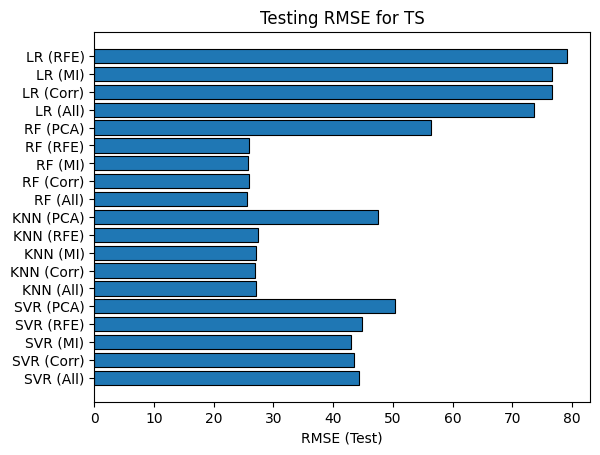 Testing RMSE for TS
LR (RFE)
LR (MI)
LR (Corr)
LR (All)
RF (PCA)
RF (RFE)
RF (MI)
RF (Corr)
RF (All)
KNN (PCA)
KNN (RFE)
KNN (MI)
KNN (Corr)
KNN (All)
SVR (PCA)
SVR (RFE)
SVR (MI)
SVR (Corr)
SVR (All)
0 10 20 30 40 50 60 70 80
RMSE (Test)